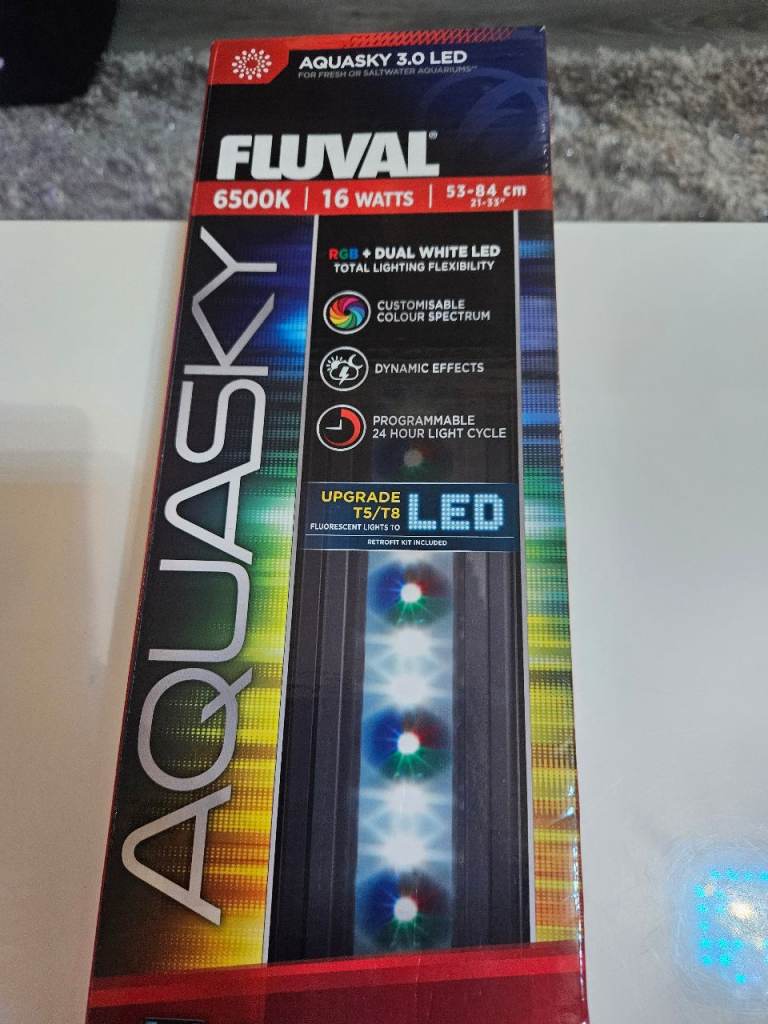 AQUASKY 3.0 LED
FOR FRESH OR SALTWATER AQUARIUMS
FLUVAL®
6500K | 16 WATTS | 53-84 cm
21-33"
AQUASKY
RGB + DUAL WHITE LED
TOTAL LIGHTING FLEXIBILITY
CUSTOMISABLE
COLOUR SPECTRUM
DYNAMIC EFFECTS
PROGRAMMABLE
24 HOUR LIGHT CYCLE
UPGRADE
T5/T8
FLUORESCENT LIGHTS TO
LED
RETROFIT KIT INCLUDED